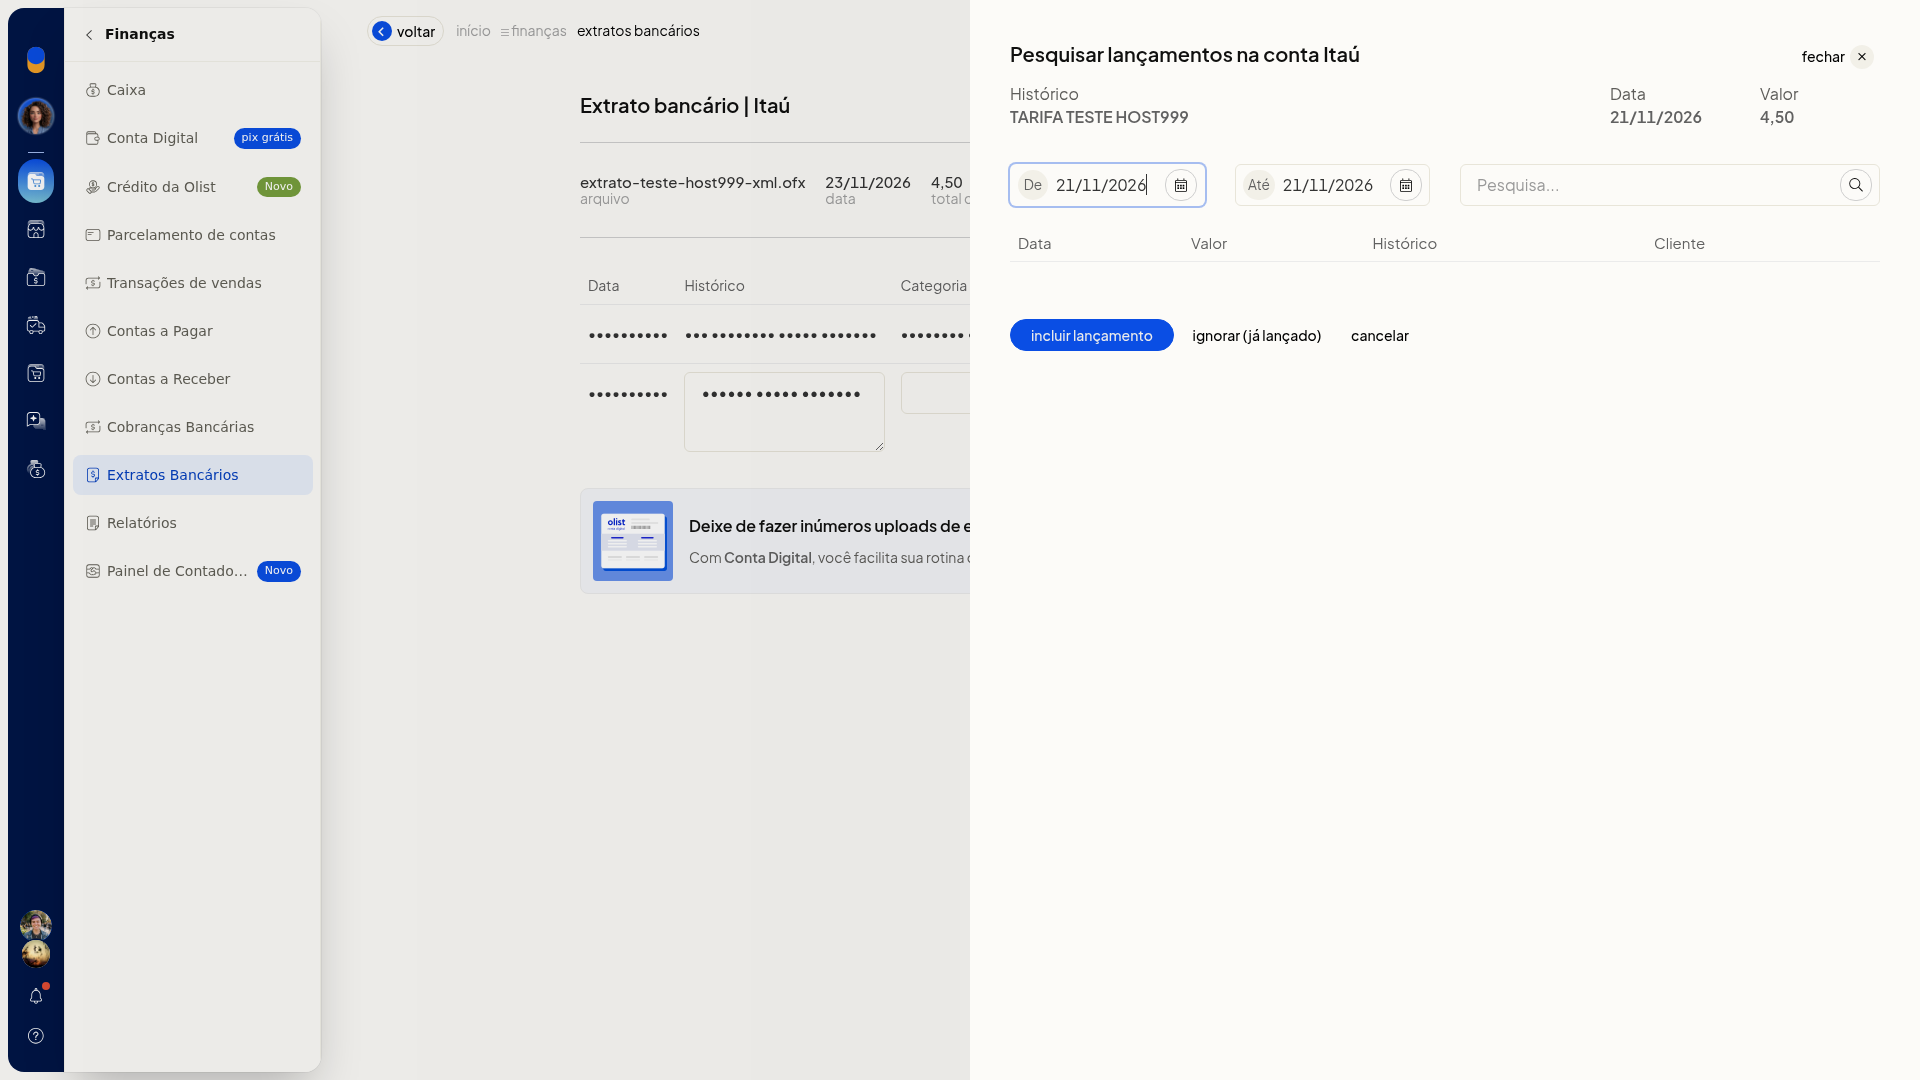 Finanças
Caixa
Conta Digital
pix grátis
Crédito da Olist
Novo
Parcelamento de contas
Transações de vendas
Contas a Pagar
Contas a Receber
Cobranças Bancárias
Extratos Bancários
Relatórios
Painel de Contado...
Novo
voltar
início
finanças
extratos bancários
Extrato bancário | Itaú
extrato-teste-host999-xml.ofx
arquivo
23/11/2026
data
4,50
total
Data
Histórico
Categoria
•••••••••• ••• ••••••••• ••••• ••••••• ••••••••
••••••••••
•••••• ••••• •••••••
olist
Deixe de fazer inúmeros uploads de
Com Conta Digital, você facilita sua rotina
Pesquisar lançamentos na conta Itaú
fechar
Histórico
TARIFA TESTE HOST999
Data
21/11/2026
Valor
4,50
De
21/11/2026
Até
21/11/2026
Pesquisa...
Data
Valor
Histórico
Cliente
incluir lançamento
ignorar (já lançado)
cancelar